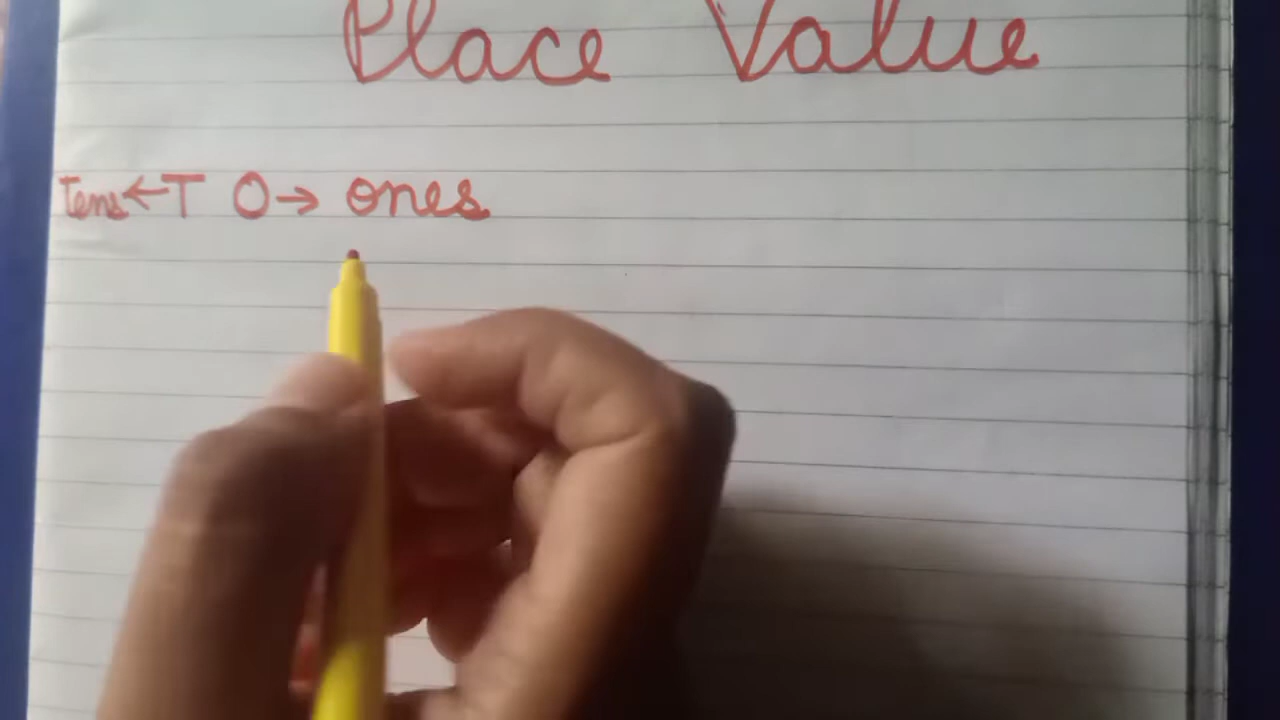 Place Value
Tens ← T O → ones